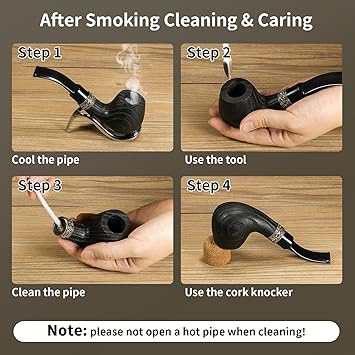 After Smoking Cleaning & Caring
Step 1
Step 2
Cool the pipe
Use the tool
Step 3
Step 4
Clean the pipe
Use the cork knocker
Note: please not open a hot pipe when cleaning!